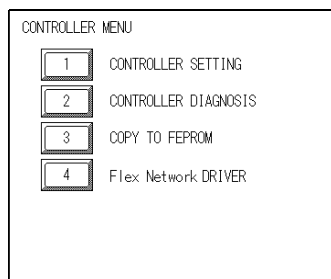 CONTROLLER MENU
1 CONTROLLER SETTING
2 CONTROLLER DIAGNOSIS
3 COPY TO FEPROM
4 Flex Network DRIVER